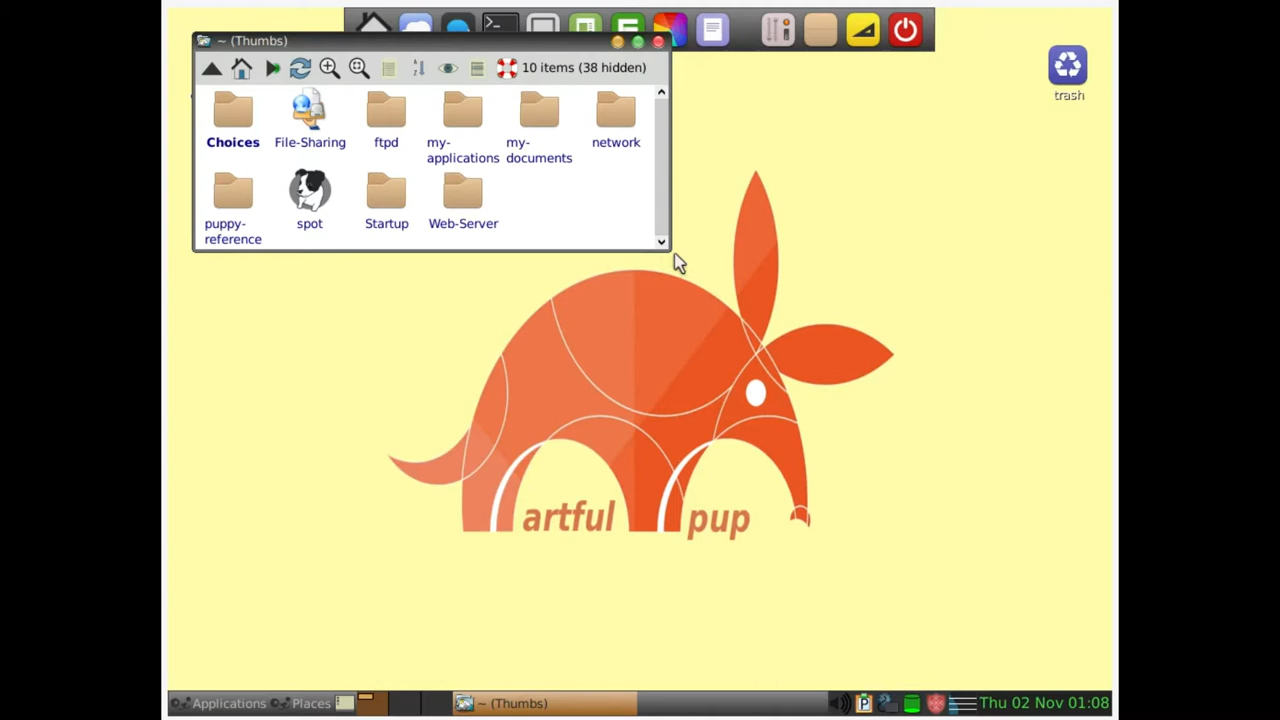 ~ (Thumbs)
10 items (38 hidden)
trash
Choices
File-Sharing
ftpd
my-
applications
my-
documents
network
puppy-
reference
spot
Startup
Web-Server
artful pup
Applications
Places
~ (Thumbs)
P
Thu 02 Nov 01:08